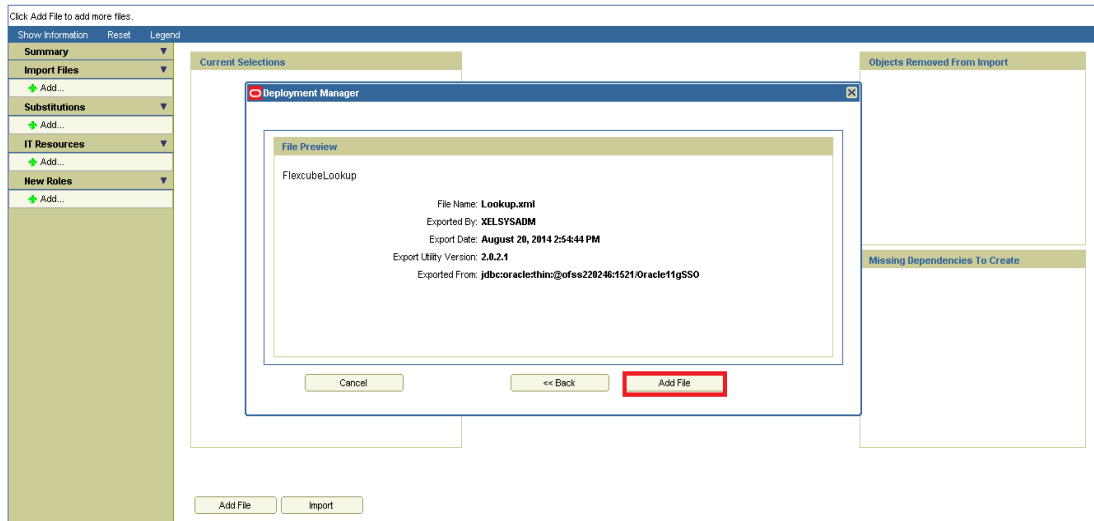 Click Add File to add more files.
Show Information Reset Legend
Summary
Import Files
Add...
Substitutions
Add...
IT Resources
Add...
New Roles
Add...
Current Selections
Objects Removed From Import
Deployment Manager
File Preview
FlexcubeLookup
File Name: Lookup.xml
Exported By: XELSYSADM
Export Date: August 20, 2014 2:54:44 PM
Export Utility Version: 2.0.2.1
Exported From: jdbc:oracle:thin:@ofss220246:1521/Oracle11gSSO
Cancel << Back Add File
Missing Dependencies To Create
Add File Import